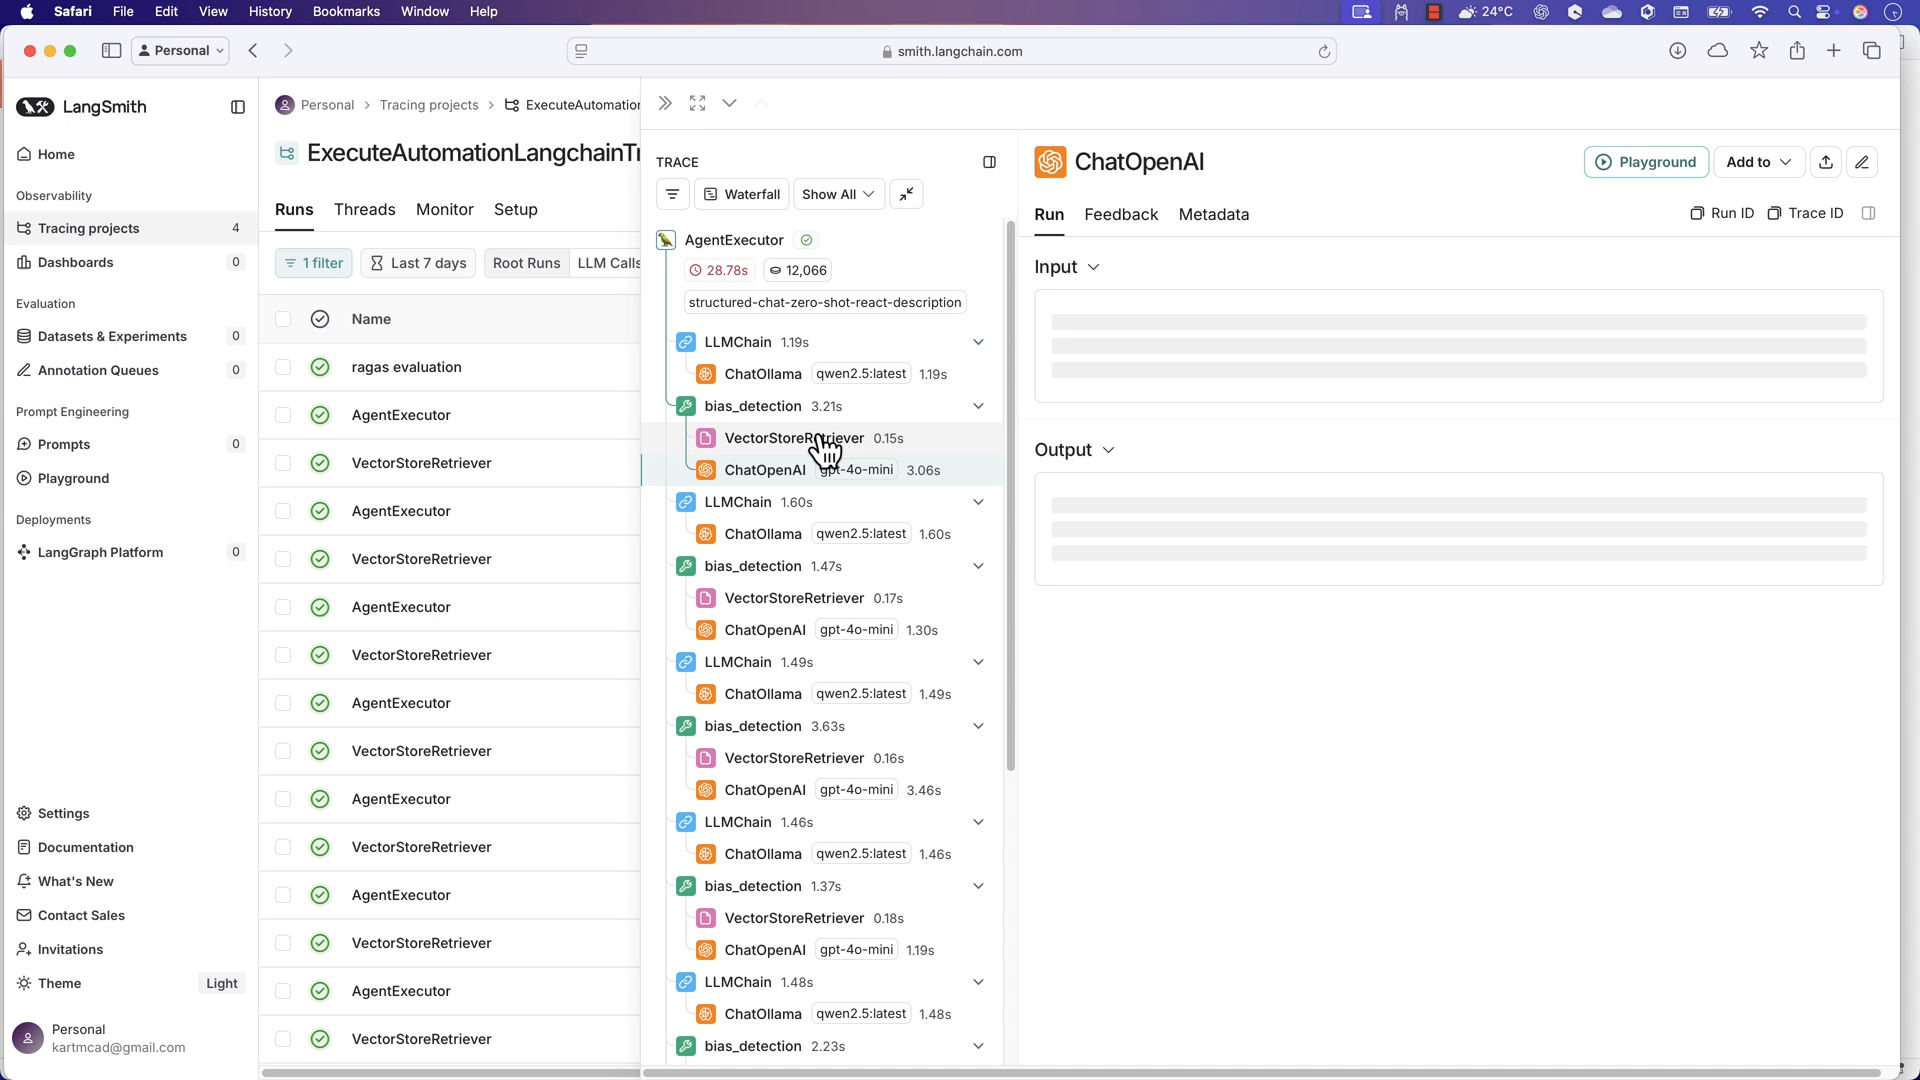 Safari File Edit View History Bookmarks Window Help 24°C
Personal smith.langchain.com
LangSmith
Home
Observability
Tracing projects 4
Dashboards 0
Evaluation
Datasets & Experiments 0
Annotation Queues 0
Prompt Engineering
Prompts 0
Playground
Deployments
LangGraph Platform 0
Settings
Documentation
What's New
Contact Sales
Invitations
Theme Light
Personal
kartmcad@gmail.com
Personal > Tracing projects > ExecuteAutomation
ExecuteAutomationLangchainTr
Runs Threads Monitor Setup
1 filter Last 7 days Root Runs LLM Calls
Name
ragas evaluation
AgentExecutor
VectorStoreRetriever
AgentExecutor
VectorStoreRetriever
AgentExecutor
VectorStoreRetriever
AgentExecutor
VectorStoreRetriever
AgentExecutor
VectorStoreRetriever
AgentExecutor
VectorStoreRetriever
AgentExecutor
VectorStoreRetriever
TRACE
Waterfall Show All
AgentExecutor
28.78s 12,066
structured-chat-zero-shot-react-description
LLMChain 1.19s
ChatOllama qwen2.5:latest 1.19s
bias_detection 3.21s
VectorStoreRetriever 0.15s
ChatOpenAI gpt-4o-mini 3.06s
LLMChain 1.60s
ChatOllama qwen2.5:latest 1.60s
bias_detection 1.47s
VectorStoreRetriever 0.17s
ChatOpenAI gpt-4o-mini 1.30s
LLMChain 1.49s
ChatOllama qwen2.5:latest 1.49s
bias_detection 3.63s
VectorStoreRetriever 0.16s
ChatOpenAI gpt-4o-mini 3.46s
LLMChain 1.46s
ChatOllama qwen2.5:latest 1.46s
bias_detection 1.37s
VectorStoreRetriever 0.18s
ChatOpenAI gpt-4o-mini 1.19s
LLMChain 1.48s
ChatOllama qwen2.5:latest 1.48s
bias_detection 2.23s
ChatOpenAI
Playground Add to
Run Feedback Metadata Run ID Trace ID
Input
Output